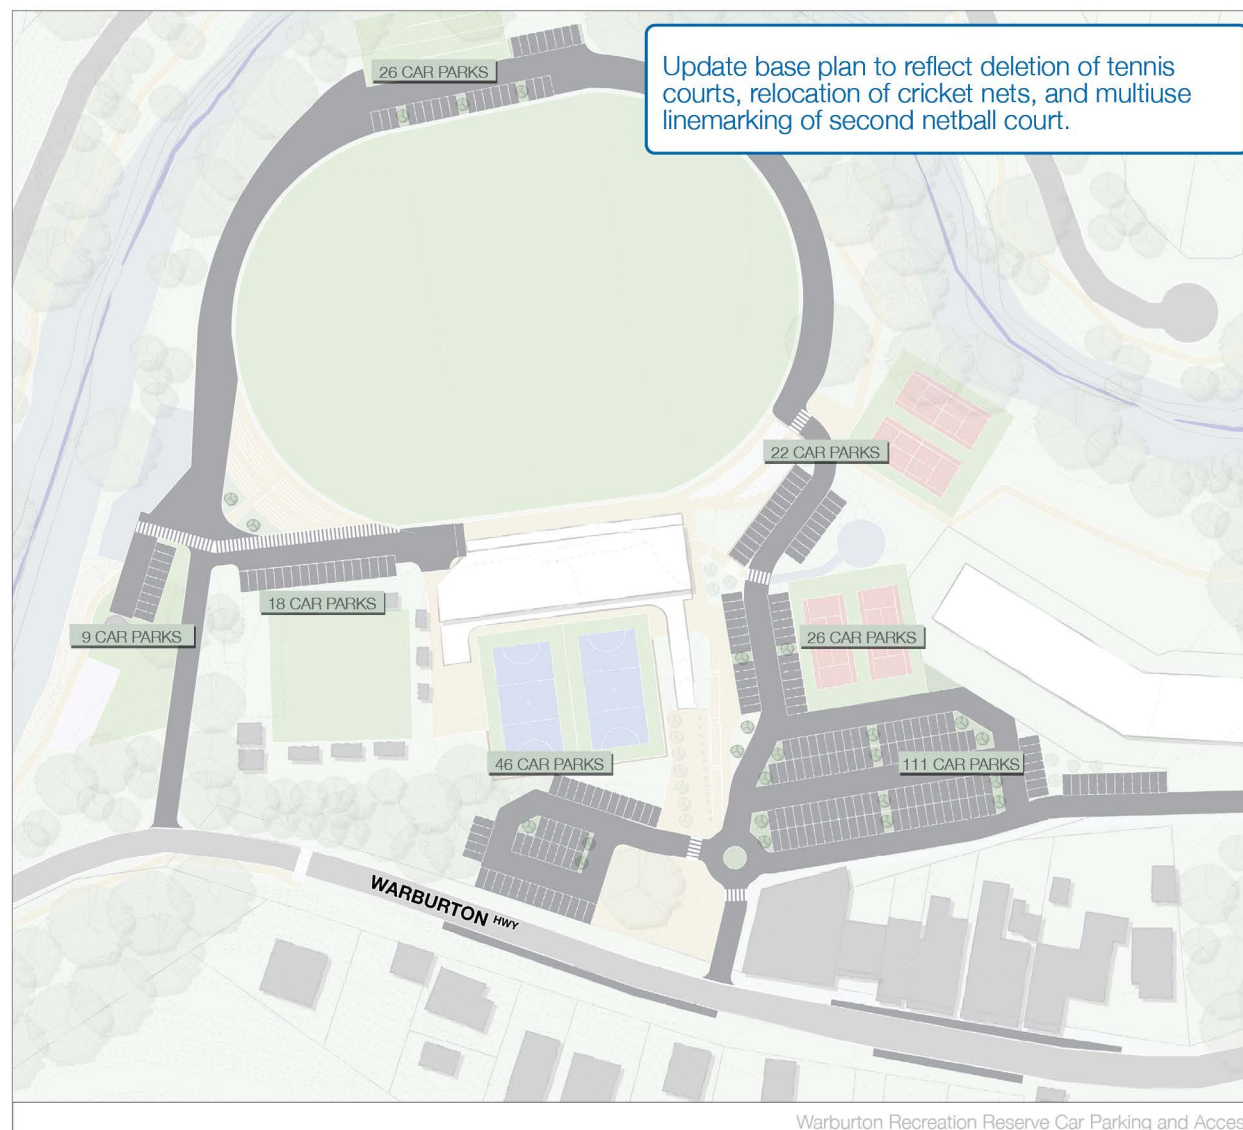 26 CAR PARKS
Update base plan to reflect deletion of tennis
courts, relocation of cricket nets, and multiuse
linemarking of second netball court.
22 CAR PARKS
18 CAR PARKS
9 CAR PARKS
26 CAR PARKS
46 CAR PARKS
111 CAR PARKS
WARBURTON HWY
Warburton Recreation Reserve Car Parking and Acces